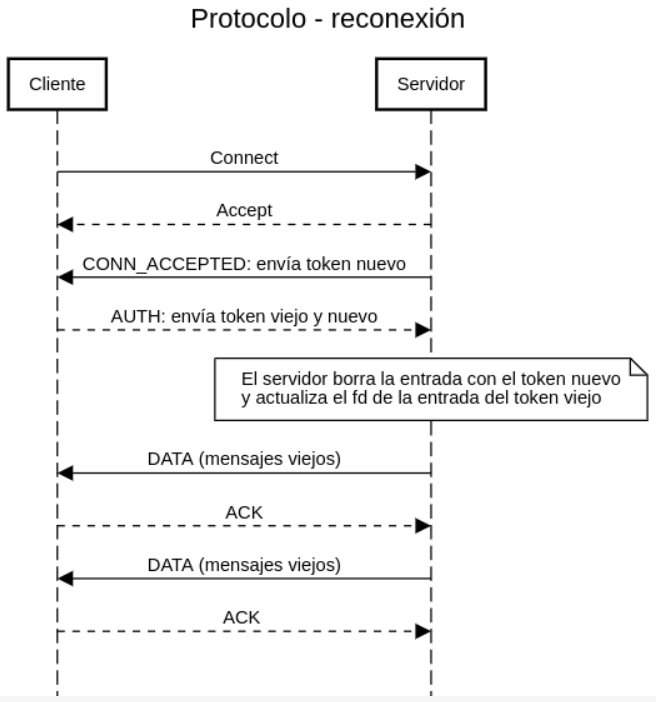 Protocolo - reconexión
Cliente
Servidor
Connect
Accept
CONN_ACCEPTED: envía token nuevo
AUTH: envía token viejo y nuevo
El servidor borra la entrada con el token nuevo
y actualiza el fd de la entrada del token viejo
DATA (mensajes viejos)
ACK
DATA (mensajes viejos)
ACK